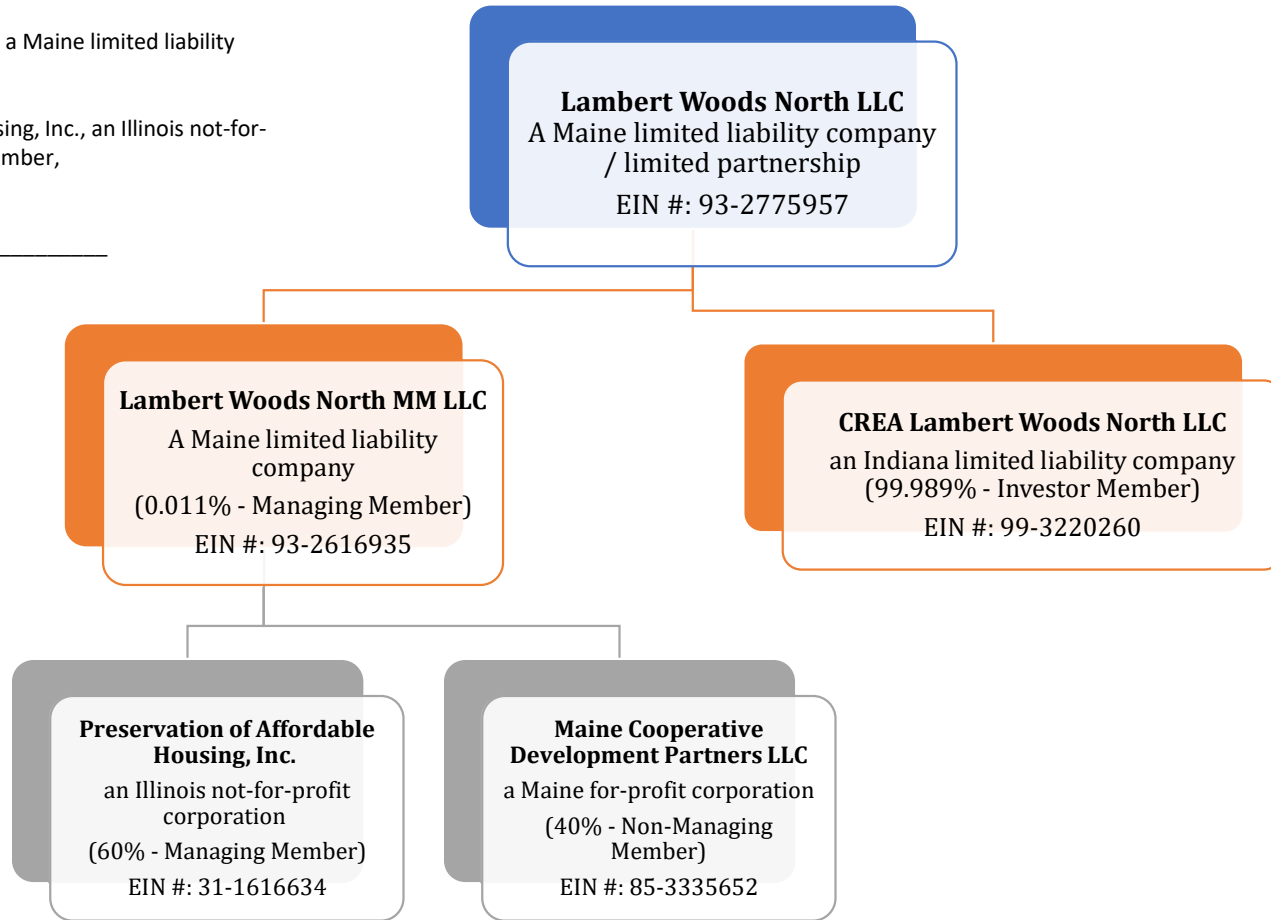 a Maine limited liability
sing, Inc., an Illinois not-for-
mber,
Lambert Woods North LLC
A Maine limited liability company
/ limited partnership
EIN #: 93-2775957
Lambert Woods North MM LLC
A Maine limited liability
company
(0.011% - Managing Member)
EIN #: 93-2616935
CREA Lambert Woods North LLC
an Indiana limited liability company
(99.989% - Investor Member)
EIN #: 99-3220260
Preservation of Affordable
Housing, Inc.
an Illinois not-for-profit
corporation
(60% - Managing Member)
EIN #: 31-1616634
Maine Cooperative
Development Partners LLC
a Maine for-profit corporation
(40% - Non-Managing
Member)
EIN #: 85-3335652